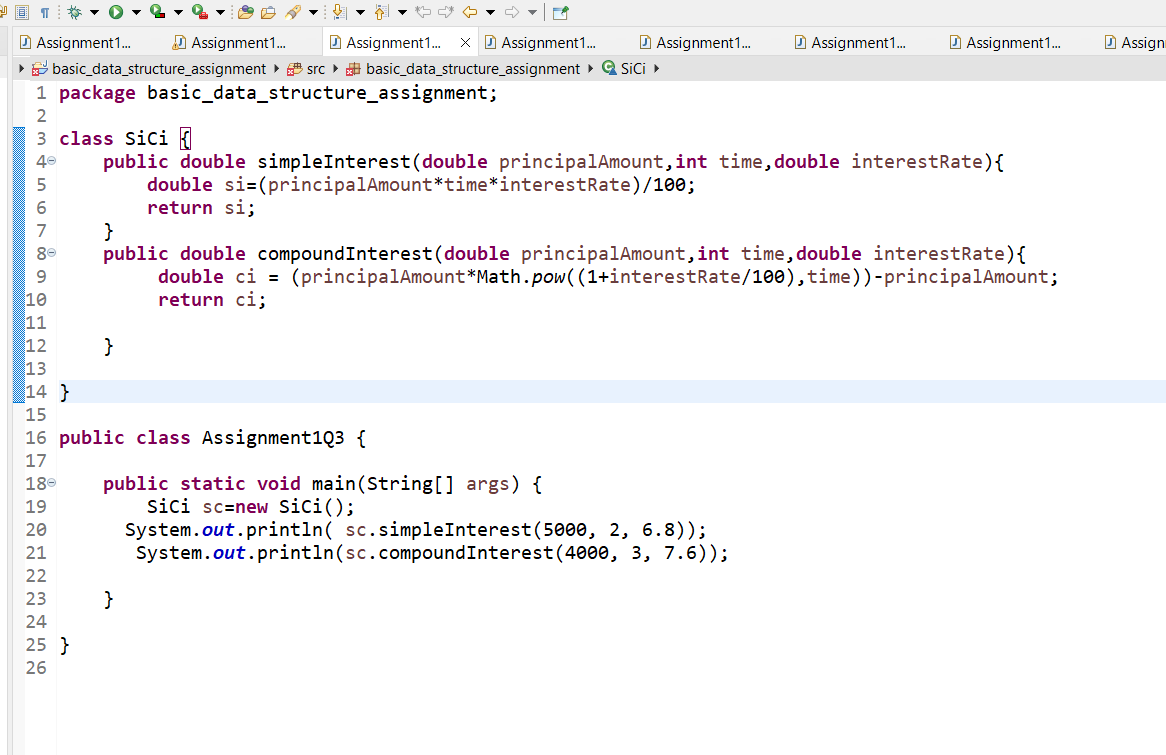 Assignment1... Assignment1... Assignment1... Assignment1... Assignment1... Assignment1... Assignment1... Assign
basic_data_structure_assignment src basic_data_structure_assignment SiCi
1 package basic_data_structure_assignment;
2
3 class SiCi {
4 public double simpleInterest(double principalAmount,int time,double interestRate){
5 double si=(principalAmount*time*interestRate)/100;
6 return si;
7 }
8 public double compoundInterest(double principalAmount,int time,double interestRate){
9 double ci = (principalAmount*Math.pow((1+interestRate/100),time))-principalAmount;
10 return ci;
11
12 }
13
14 }
15
16 public class Assignment1Q3 {
17
18 public static void main(String[] args) {
19 SiCi sc=new SiCi();
20 System.out.println( sc.simpleInterest(5000, 2, 6.8));
21 System.out.println(sc.compoundInterest(4000, 3, 7.6));
22
23 }
24
25 }
26